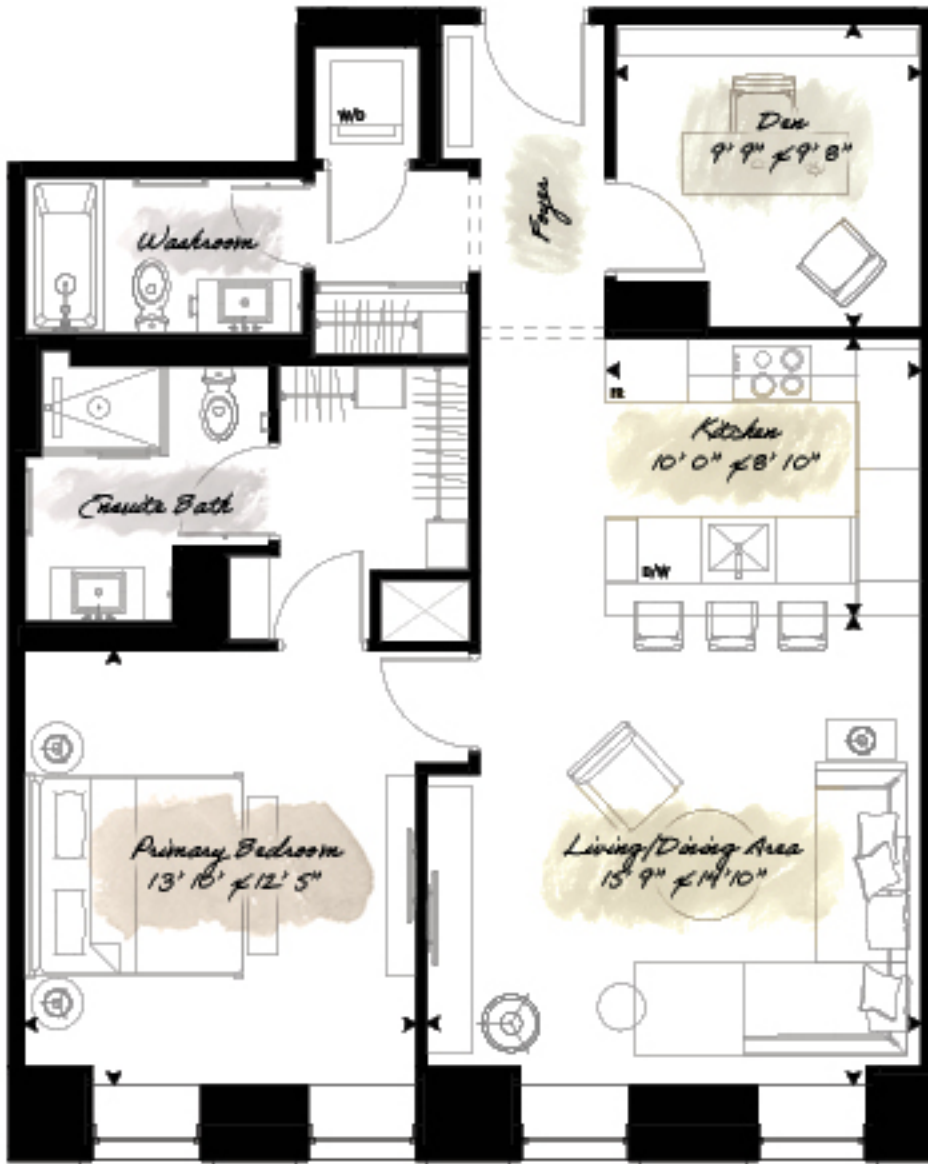 W/D
Den
9' 9" x 9' 8"
Foyer
Washroom
Kitchen
10' 0" x 8' 10"
Ensuite Bath
D/W
Primary Bedroom
13' 10" x 12' 5"
Living/Dining Area
15' 9" x 14' 10"